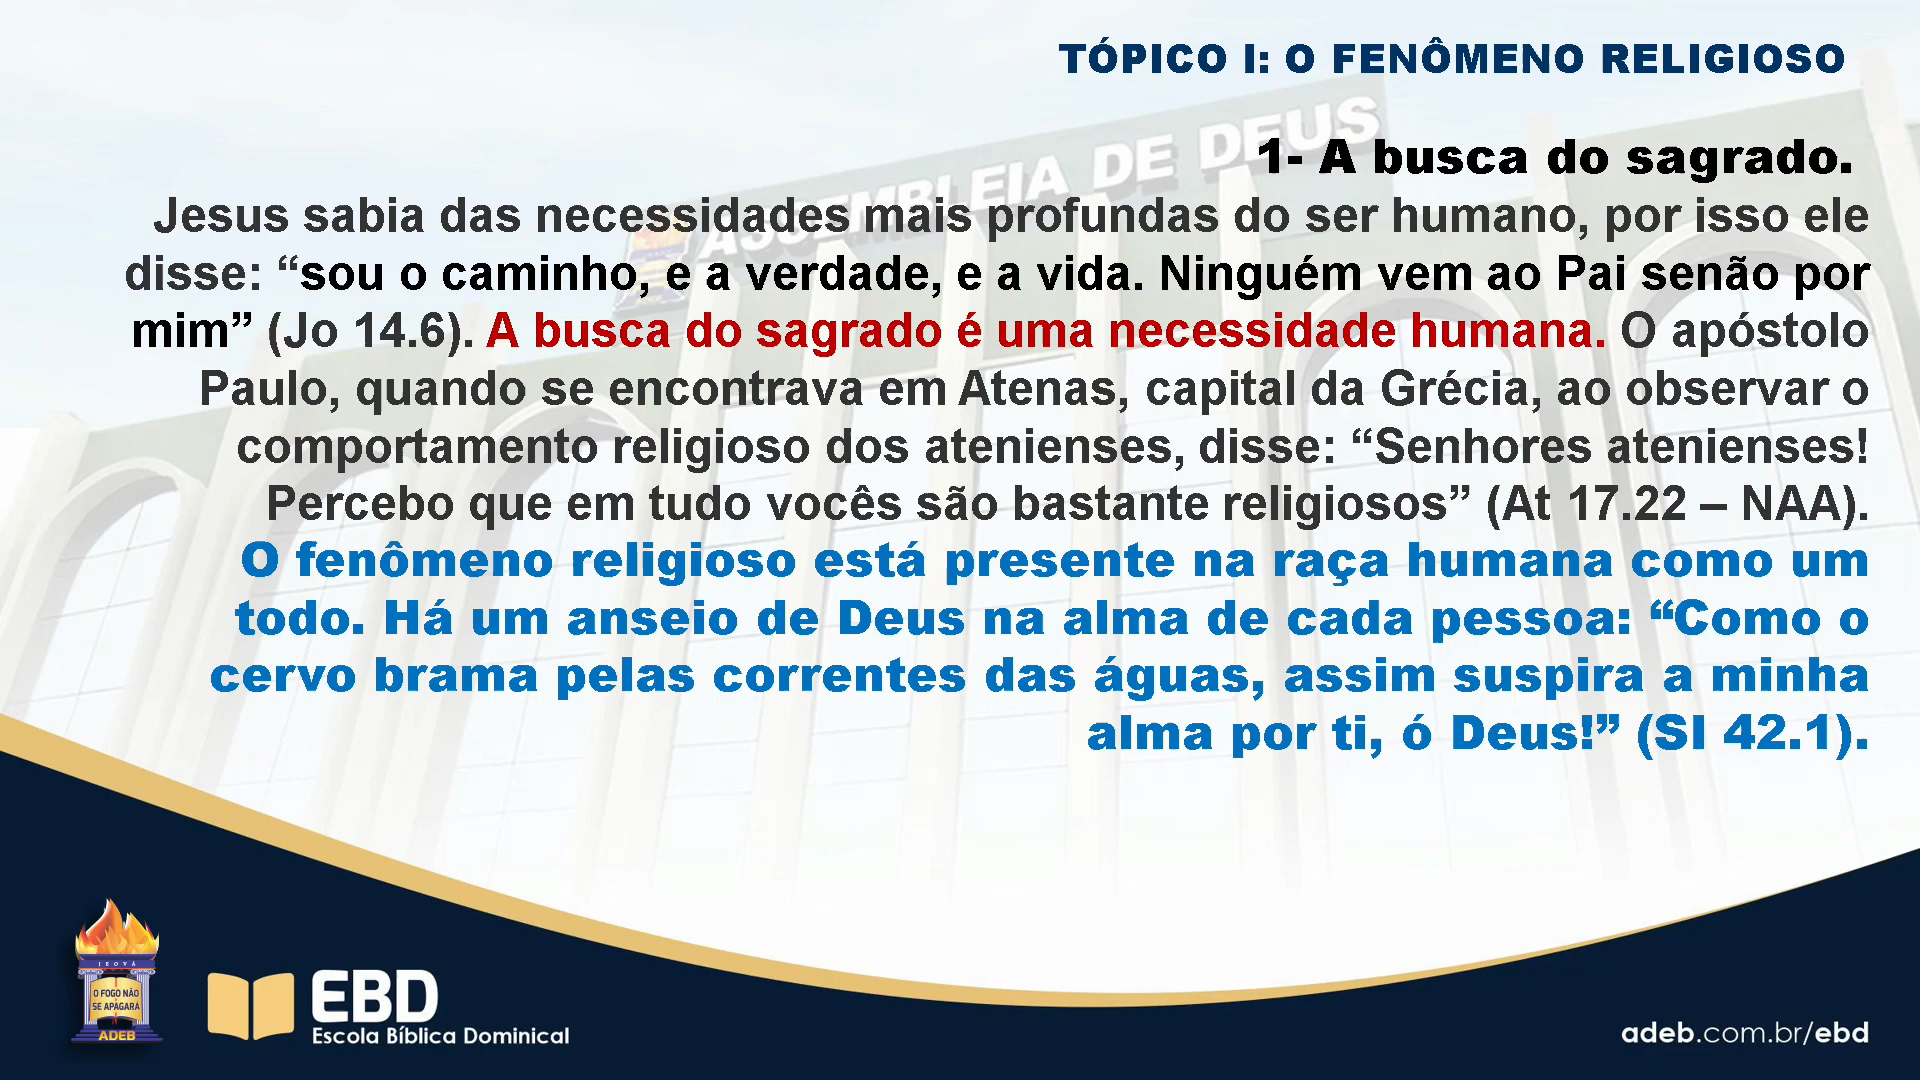 TÓPICO I: O FENÔMENO RELIGIOSO
ASSEMBLEIA DE DEUS
1- A busca do sagrado.
Jesus sabia das necessidades mais profundas do ser humano, por isso ele
disse: “sou o caminho, e a verdade, e a vida. Ninguém vem ao Pai senão por
mim” (Jo 14.6). A busca do sagrado é uma necessidade humana. O apóstolo
Paulo, quando se encontrava em Atenas, capital da Grécia, ao observar o
comportamento religioso dos atenienses, disse: “Senhores atenienses!
Percebo que em tudo vocês são bastante religiosos” (At 17.22 – NAA).
O fenômeno religioso está presente na raça humana como um
todo. Há um anseio de Deus na alma de cada pessoa: “Como o
cervo brama pelas correntes das águas, assim suspira a minha
alma por ti, ó Deus!” (SI 42.1).
JEOVÁ
O FOGO NÃO
SE APAGARÁ
ADEB
EBD
Escola Bíblica Dominical
adeb.com.br/ebd